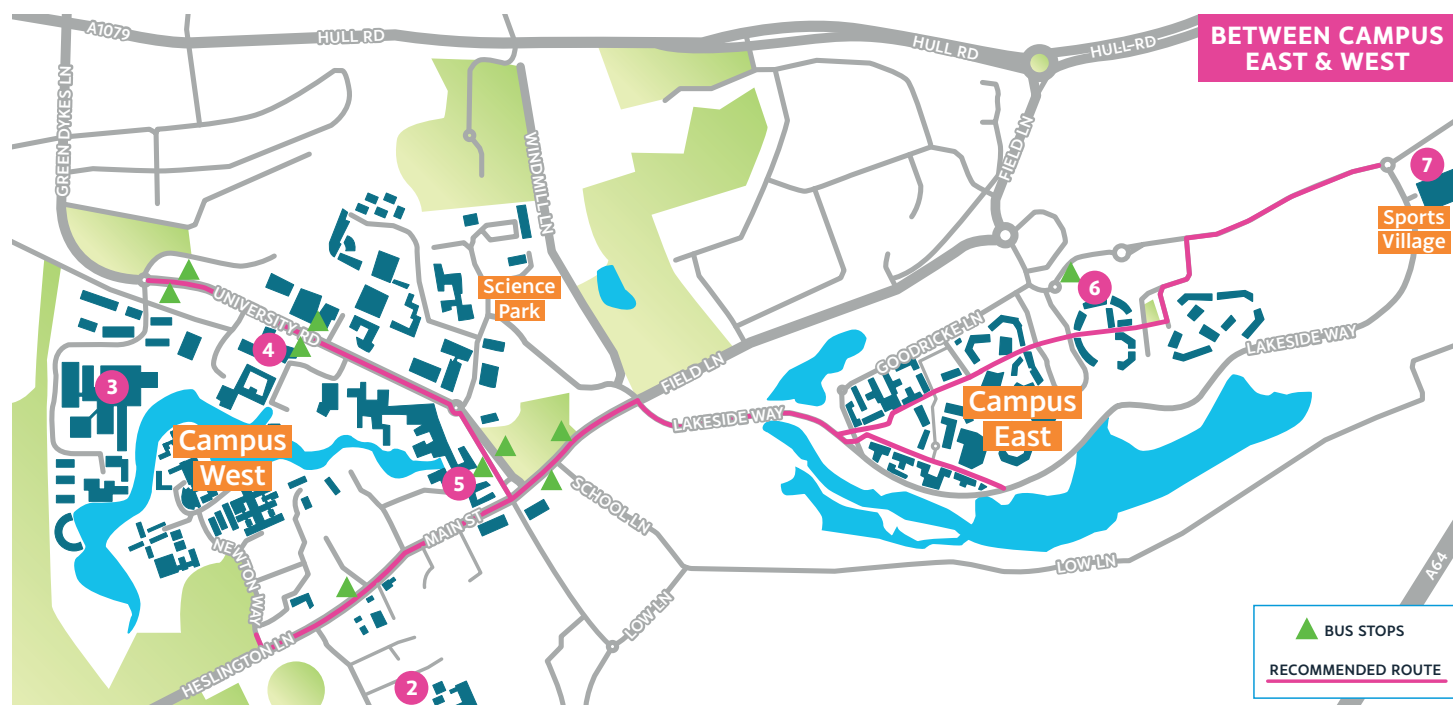 A1079
HULL RD
HULL RD
HULL-RD
BETWEEN CAMPUS
EAST & WEST
GREEN DYKES LN
WINDMILL LN
FIELD LN
7
Sports
Village
Science
Park
6
UNIVERSITY RD
4
3
GOODRICKE LN
LAKESIDE WAY
FIELD LN
LAKESIDE WAY
Campus
East
Campus
West
5
SCHOOL LN
MAIN ST
NEWTON WAY
LOW LN
A64
LOW LN
HESLINGTON LN
2
BUS STOPS
RECOMMENDED ROUTE